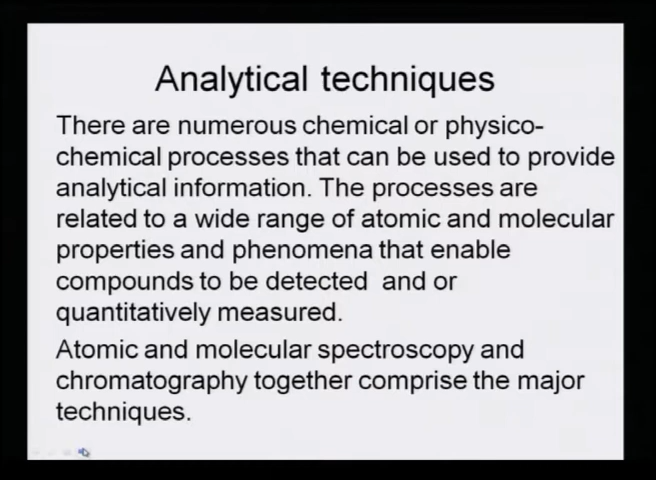 Analytical techniques
There are numerous chemical or physico-
chemical processes that can be used to provide
analytical information. The processes are
related to a wide range of atomic and molecular
properties and phenomena that enable
compounds to be detected  and or
quantitatively measured.
Atomic and molecular spectroscopy and
chromatography together comprise the major
techniques.